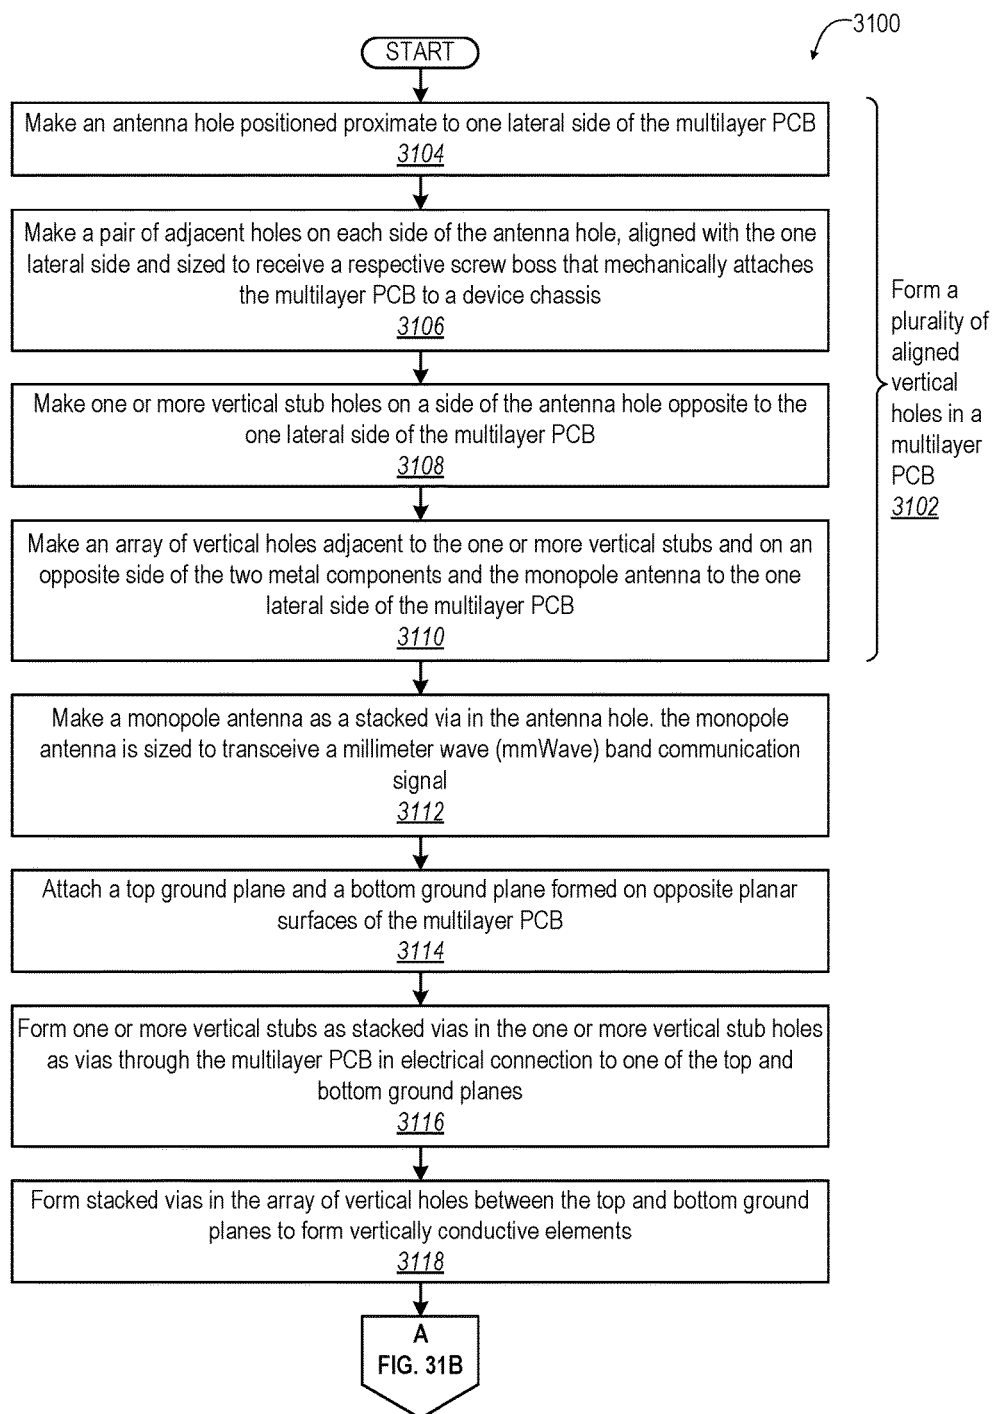 3100
START
Make an antenna hole positioned proximate to one lateral side of the multilayer PCB
3104
Make a pair of adjacent holes on each side of the antenna hole, aligned with the one
lateral side and sized to receive a respective screw boss that mechanically attaches
the multilayer PCB to a device chassis
3106
Make one or more vertical stub holes on a side of the antenna hole opposite to the
one lateral side of the multilayer PCB
3108
Make an array of vertical holes adjacent to the one or more vertical stubs and on an
opposite side of the two metal components and the monopole antenna to the one
lateral side of the multilayer PCB
3110
Form a
plurality of
aligned
vertical
holes in a
multilayer
PCB
3102
Make a monopole antenna as a stacked via in the antenna hole. the monopole
antenna is sized to transceive a millimeter wave (mmWave) band communication
signal
3112
Attach a top ground plane and a bottom ground plane formed on opposite planar
surfaces of the multilayer PCB
3114
Form one or more vertical stubs as stacked vias in the one or more vertical stub holes
as vias through the multilayer PCB in electrical connection to one of the top and
bottom ground planes
3116
Form stacked vias in the array of vertical holes between the top and bottom ground
planes to form vertically conductive elements
3118
A
FIG. 31B